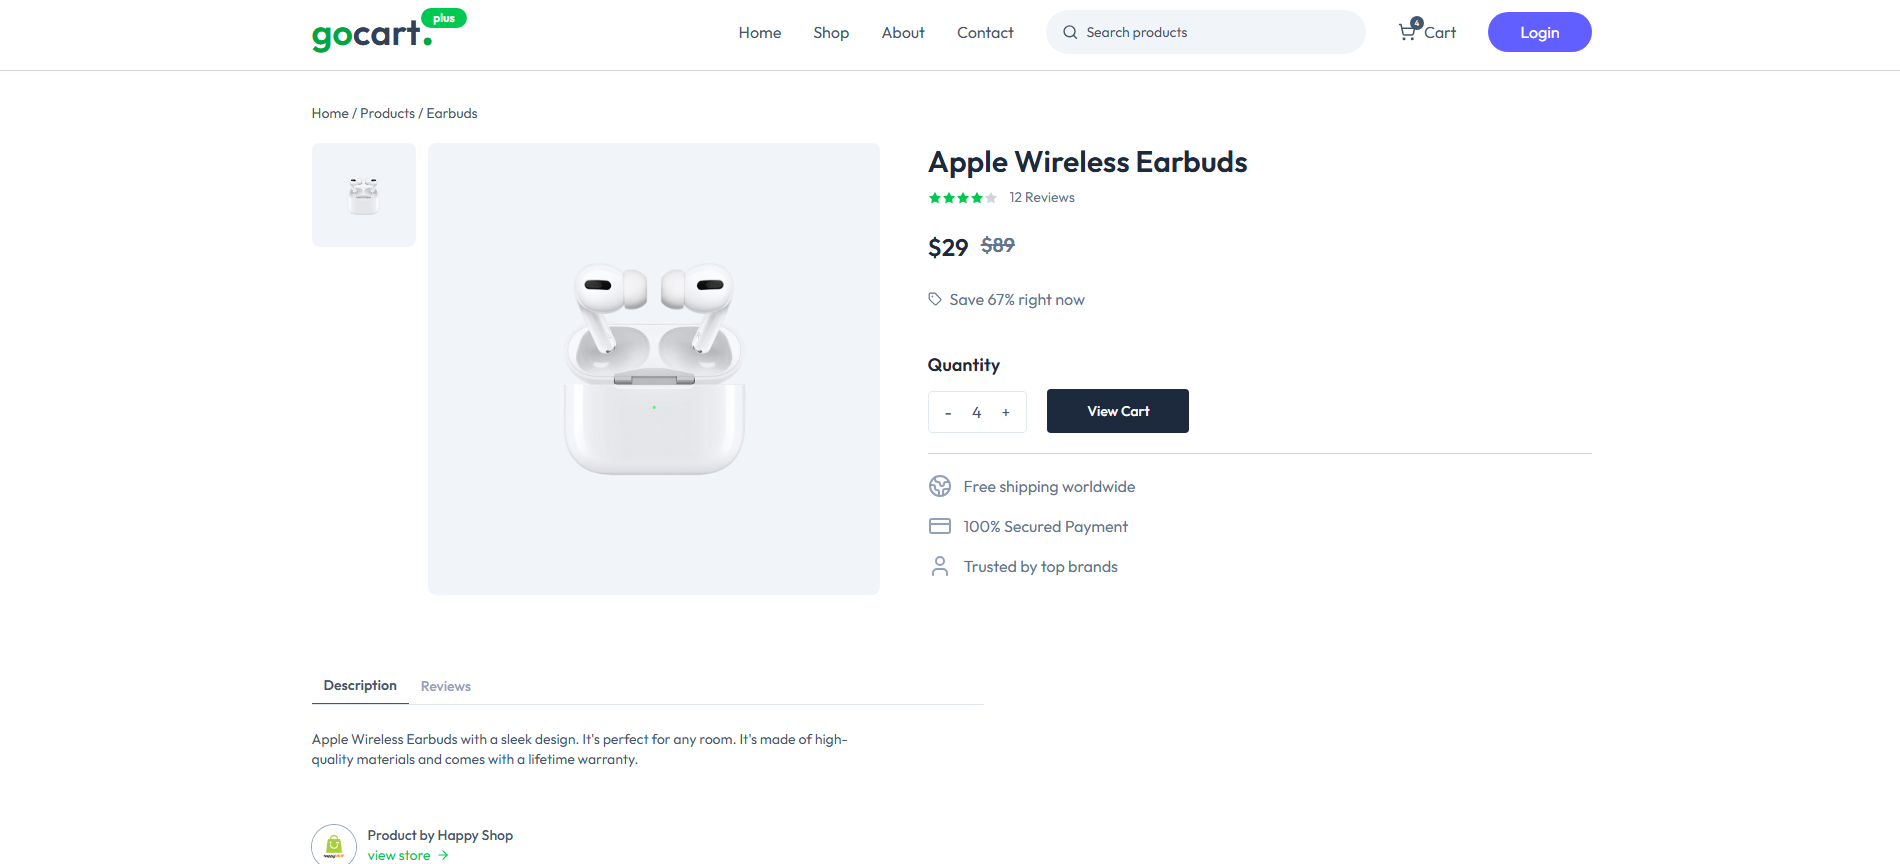 gocart.
plus
Home
Shop
About
Contact
Search products
4
Cart
Login
Home / Products / Earbuds
Apple Wireless Earbuds
12 Reviews
$29 $89
Save 67% right now
Quantity
- 4 +
View Cart
Free shipping worldwide
100% Secured Payment
Trusted by top brands
Description
Reviews
Apple Wireless Earbuds with a sleek design. It's perfect for any room. It's made of high-
quality materials and comes with a lifetime warranty.
Product by Happy Shop
view store →